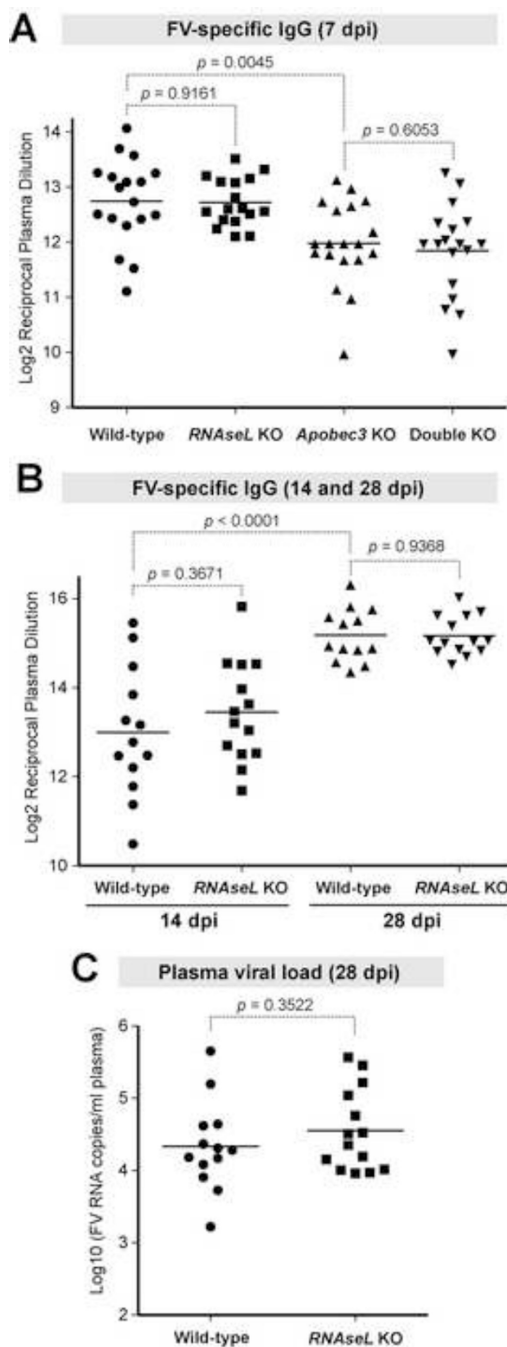 A
FV-specific IgG (7 dpi)
p = 0.0045
p = 0.9161
p = 0.6053
Log2 Reciprocal Plasma Dilution
14
13
12
11
10
9
Wild-type RNAseL KO Apobec3 KO Double KO
B
FV-specific IgG (14 and 28 dpi)
p < 0.0001
p = 0.9368
p = 0.3671
Log2 Reciprocal Plasma Dilution
16
14
12
10
Wild-type RNAseL KO Wild-type RNAseL KO
14 dpi 28 dpi
C
Plasma viral load (28 dpi)
p = 0.3522
Log10 (FV RNA copies/ml plasma)
6
5
4
3
2
Wild-type RNAseL KO